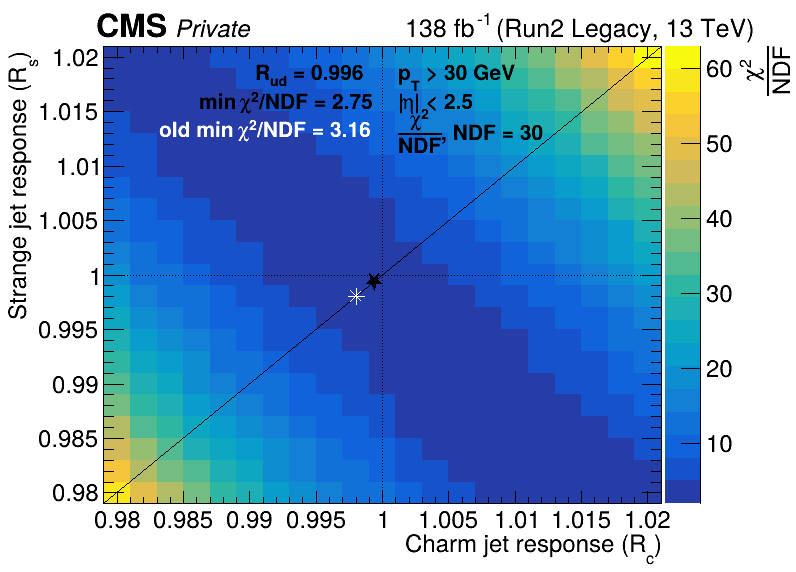 CMS Private 138 fb⁻¹ (Run2 Legacy, 13 TeV)
R_ud = 0.996
min χ²/NDF = 2.75
old min χ²/NDF = 3.16
p_T > 30 GeV
|η| < 2.5
χ²/NDF, NDF = 30
Strange jet response (R_s)
1.02
1.015
1.01
1.005
1
0.995
0.99
0.985
0.98
0.98 0.985 0.99 0.995 1 1.005 1.01 1.015 1.02
Charm jet response (R_c)
χ²/NDF
60
50
40
30
20
10